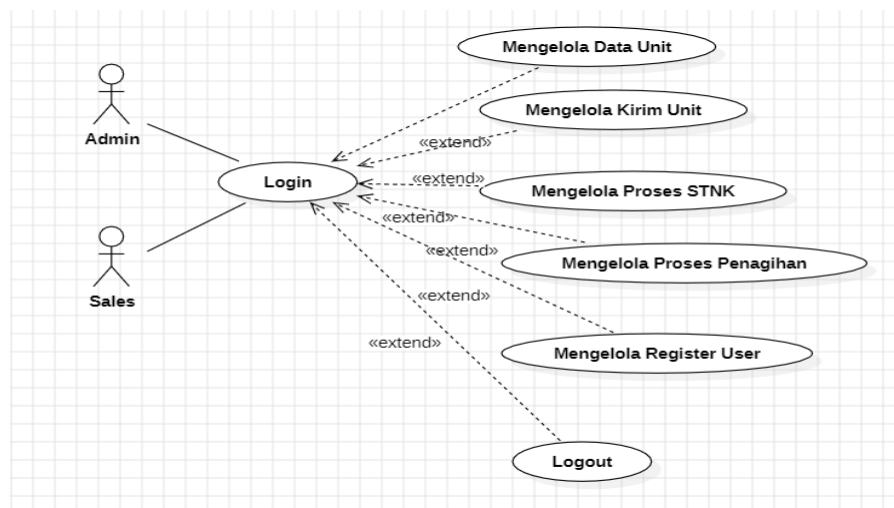 Mengelola Data Unit
Admin
Mengelola Kirim Unit
«extend»
Login
«extend»
Mengelola Proses STNK
«extend»
Sales
«extend»
Mengelola Proses Penagihan
«extend»
«extend»
Mengelola Register User
Logout